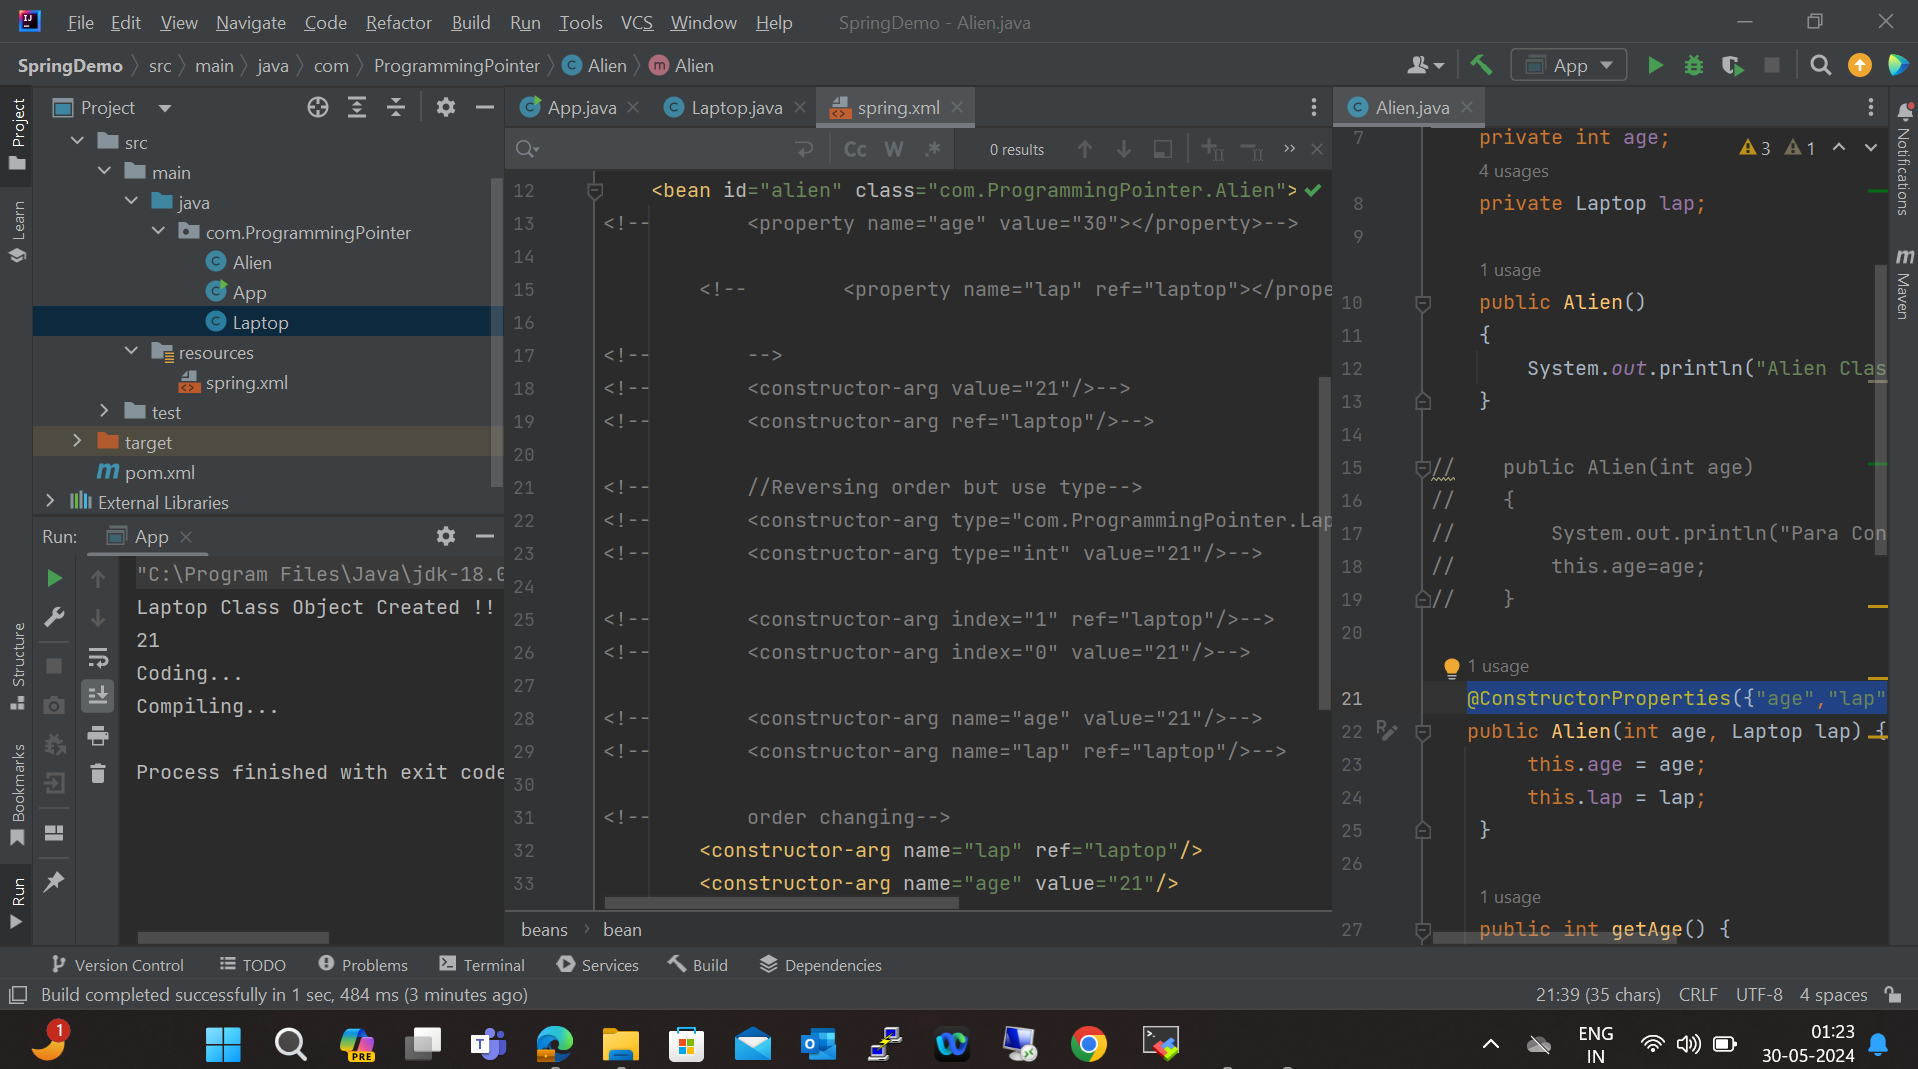 File Edit View Navigate Code Refactor Build Run Tools VCS Window Help SpringDemo - Alien.java
SpringDemo src main java com ProgrammingPointer Alien m Alien App
Project
App.java Laptop.java spring.xml Alien.java
Project
src
main
java
com.ProgrammingPointer
Alien
App
Laptop
resources
spring.xml
test
target
pom.xml
External Libraries
Learn
Structure
Bookmarks
Run
Run: App
"C:\Program Files\Java\jdk-18.0
Laptop Class Object Created !!
21
Coding...
Compiling...
Process finished with exit code
Cc W .* 0 results
12 <bean id="alien" class="com.ProgrammingPointer.Alien">
13 <!-- <property name="age" value="30"></property>-->
14
15 <!-- <property name="lap" ref="laptop"></prope
16
17 <!-- -->
18 <!-- <constructor-arg value="21"/>-->
19 <!-- <constructor-arg ref="laptop"/>-->
20
21 <!-- //Reversing order but use type-->
22 <!-- <constructor-arg type="com.ProgrammingPointer.Lap
23 <!-- <constructor-arg type="int" value="21"/>-->
24
25 <!-- <constructor-arg index="1" ref="laptop"/>-->
26 <!-- <constructor-arg index="0" value="21"/>-->
27
28 <!-- <constructor-arg name="age" value="21"/>-->
29 <!-- <constructor-arg name="lap" ref="laptop"/>-->
30
31 <!-- order changing-->
32 <constructor-arg name="lap" ref="laptop"/>
33 <constructor-arg name="age" value="21"/>
beans bean
7 private int age;
3 1
4 usages
8 private Laptop lap;
9
1 usage
10 public Alien()
11 {
12 System.out.println("Alien Clas
13 }
14
15 // public Alien(int age)
16 // {
17 // System.out.println("Para Con
18 // this.age=age;
19 // }
20
1 usage
21 @ConstructorProperties({"age","lap"
22 public Alien(int age, Laptop lap) {
23 this.age = age;
24 this.lap = lap;
25 }
26
1 usage
27 public int getAge() {
Notifications
m Maven
Version Control TODO Problems Terminal Services Build Dependencies
Build completed successfully in 1 sec, 484 ms (3 minutes ago) 21:39 (35 chars) CRLF UTF-8 4 spaces
1
PRE
ENG
IN
01:23
30-05-2024